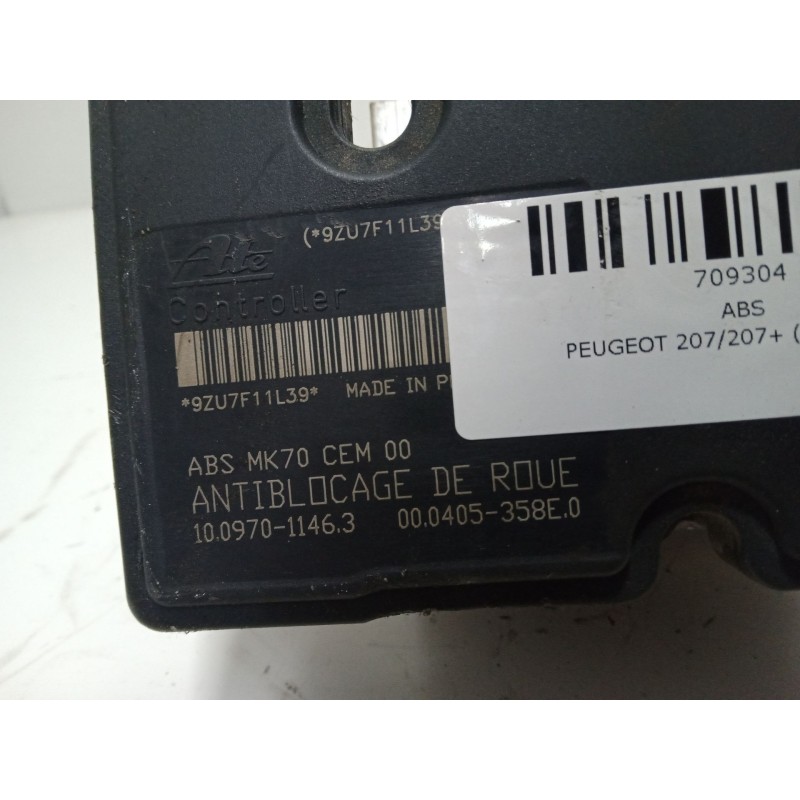 (*9ZU7F11L39
Ate
Controller
*9ZU7F11L39* MADE IN
ABS MK70 CEM 00
ANTIBLOCAGE DE ROUE
10.0970-1146.3 00.0405-358E.0
709304
ABS
PEUGEOT 207/207+ (